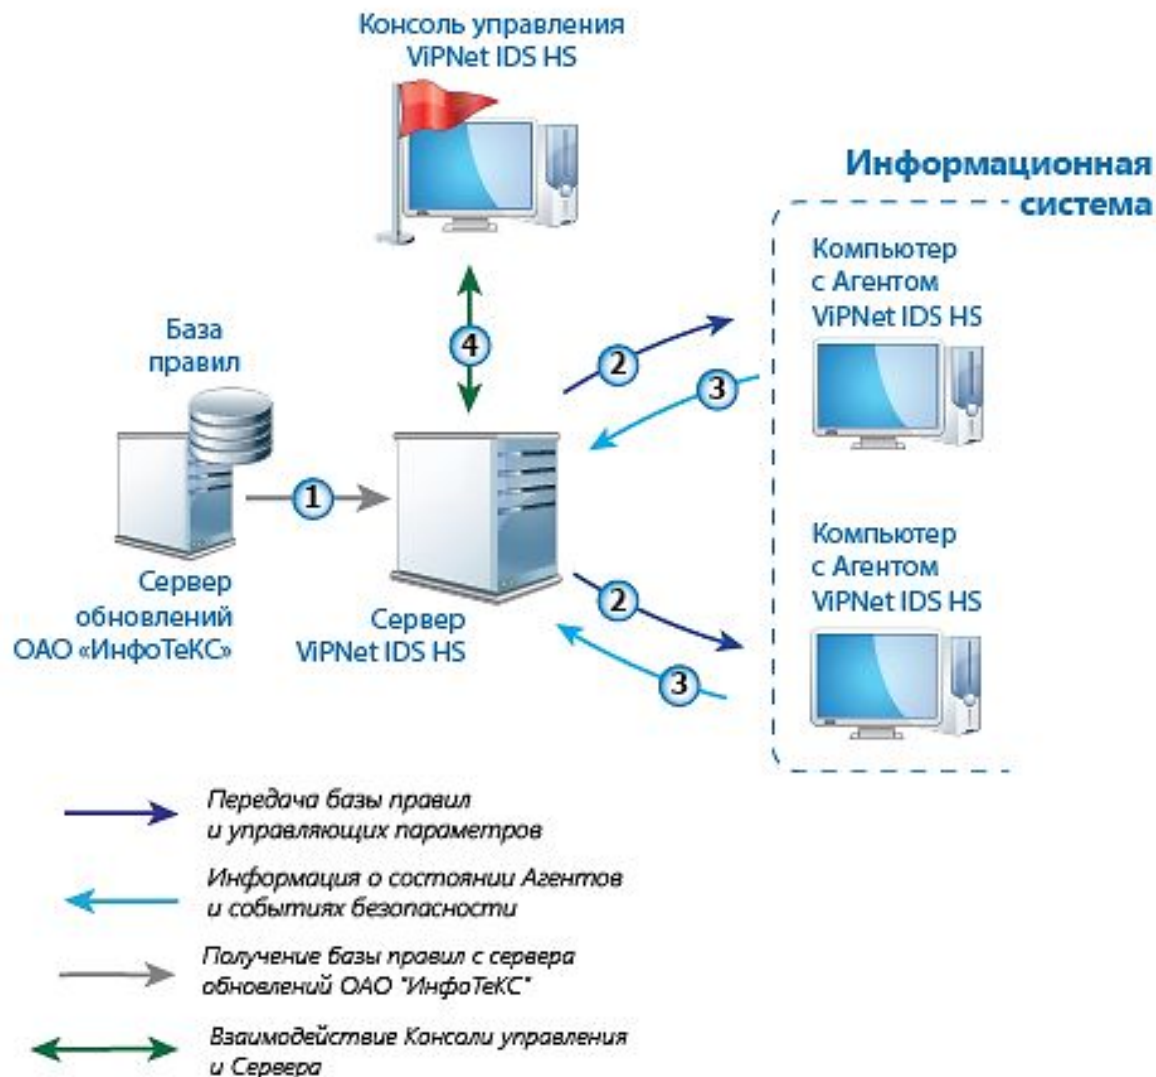 Консоль управления
ViPNet IDS HS
Информационная
система
Компьютер
с Агентом
ViPNet IDS HS
База
правил
4
2
3
1
Компьютер
с Агентом
ViPNet IDS HS
Сервер
обновлений
ОАО «ИнфоТеКС»
Сервер
ViPNet IDS HS
2
3
Передача базы правил
и управляющих параметров
Информация о состоянии Агентов
и событиях безопасности
Получение базы правил с сервера
обновлений ОАО "ИнфоТеКС"
Взаимодействие Консоли управления
и Сервера